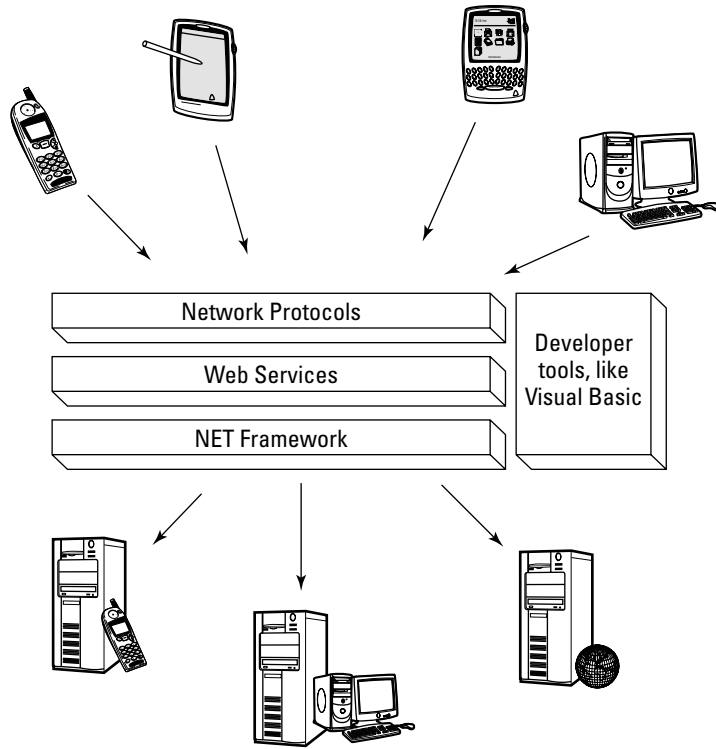 Network Protocols
Web Services
NET Framework
Developer
tools, like
Visual Basic